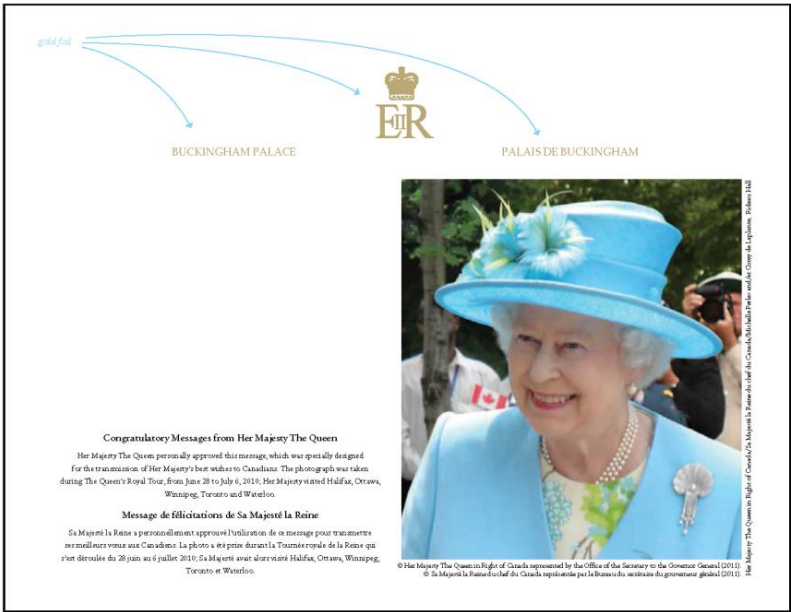 gold foil
EIIR
BUCKINGHAM PALACE
PALAIS DE BUCKINGHAM
Congratulatory Messages from Her Majesty The Queen
Her Majesty The Queen personally approved this message, which was specially designed
for the transmission of Her Majesty's best wishes to Canadians. The photograph was taken
during The Queen's Royal Tour, from June 28 to July 6, 2010; Her Majesty visited Halifax, Ottawa,
Winnipeg, Toronto and Waterloo.
Message de félicitations de Sa Majesté la Reine
Sa Majesté la Reine a personnellement approuvé l'utilisation de ce message pour transmettre
ses meilleurs vœux aux Canadiens. La photo a été prise durant la Tournée royale de la Reine qui
s'est déroulée du 28 juin au 6 juillet 2010; Sa Majesté avait alors visité Halifax, Ottawa, Winnipeg,
Toronto et Waterloo.
Her Majesty The Queen in Right of Canada/Sa Majesté la Reine du chef du Canada/Michelle and/et Corey de Laplante, Rideau Hall
© Her Majesty The Queen in Right of Canada represented by the Office of the Secretary to the Governor General (2011).
© Sa Majesté la Reine du chef du Canada représentée par le Bureau du secrétaire du gouverneur général (2011).